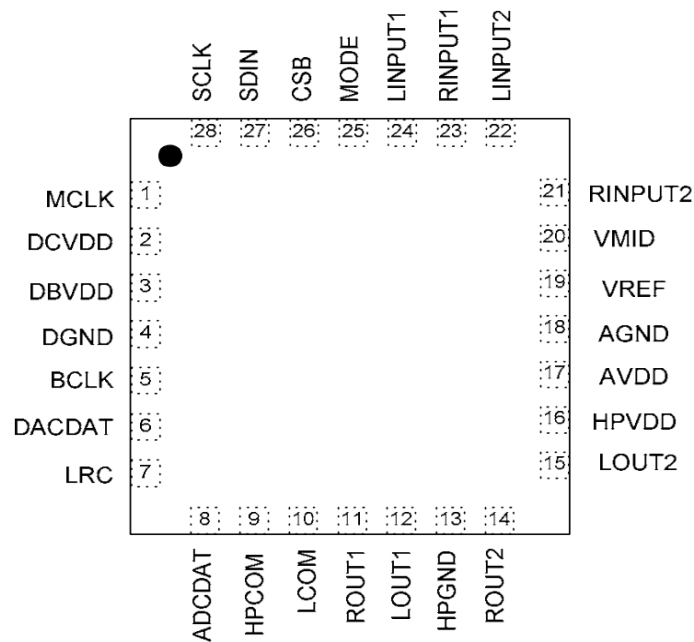 SCLK
SDIN
CSB
MODE
LINPUT1
RINPUT1
LINPUT2
28 27 26 25 24 23 22
MCLK 1
DCVDD 2
DBVDD 3
DGND 4
BCLK 5
DACDAT 6
LRC 7
21 RINPUT2
20 VMID
19 VREF
18 AGND
17 AVDD
16 HPVDD
15 LOUT2
8 9 10 11 12 13 14
ADCDAT
HPCOM
LCOM
ROUT1
LOUT1
HPGND
ROUT2